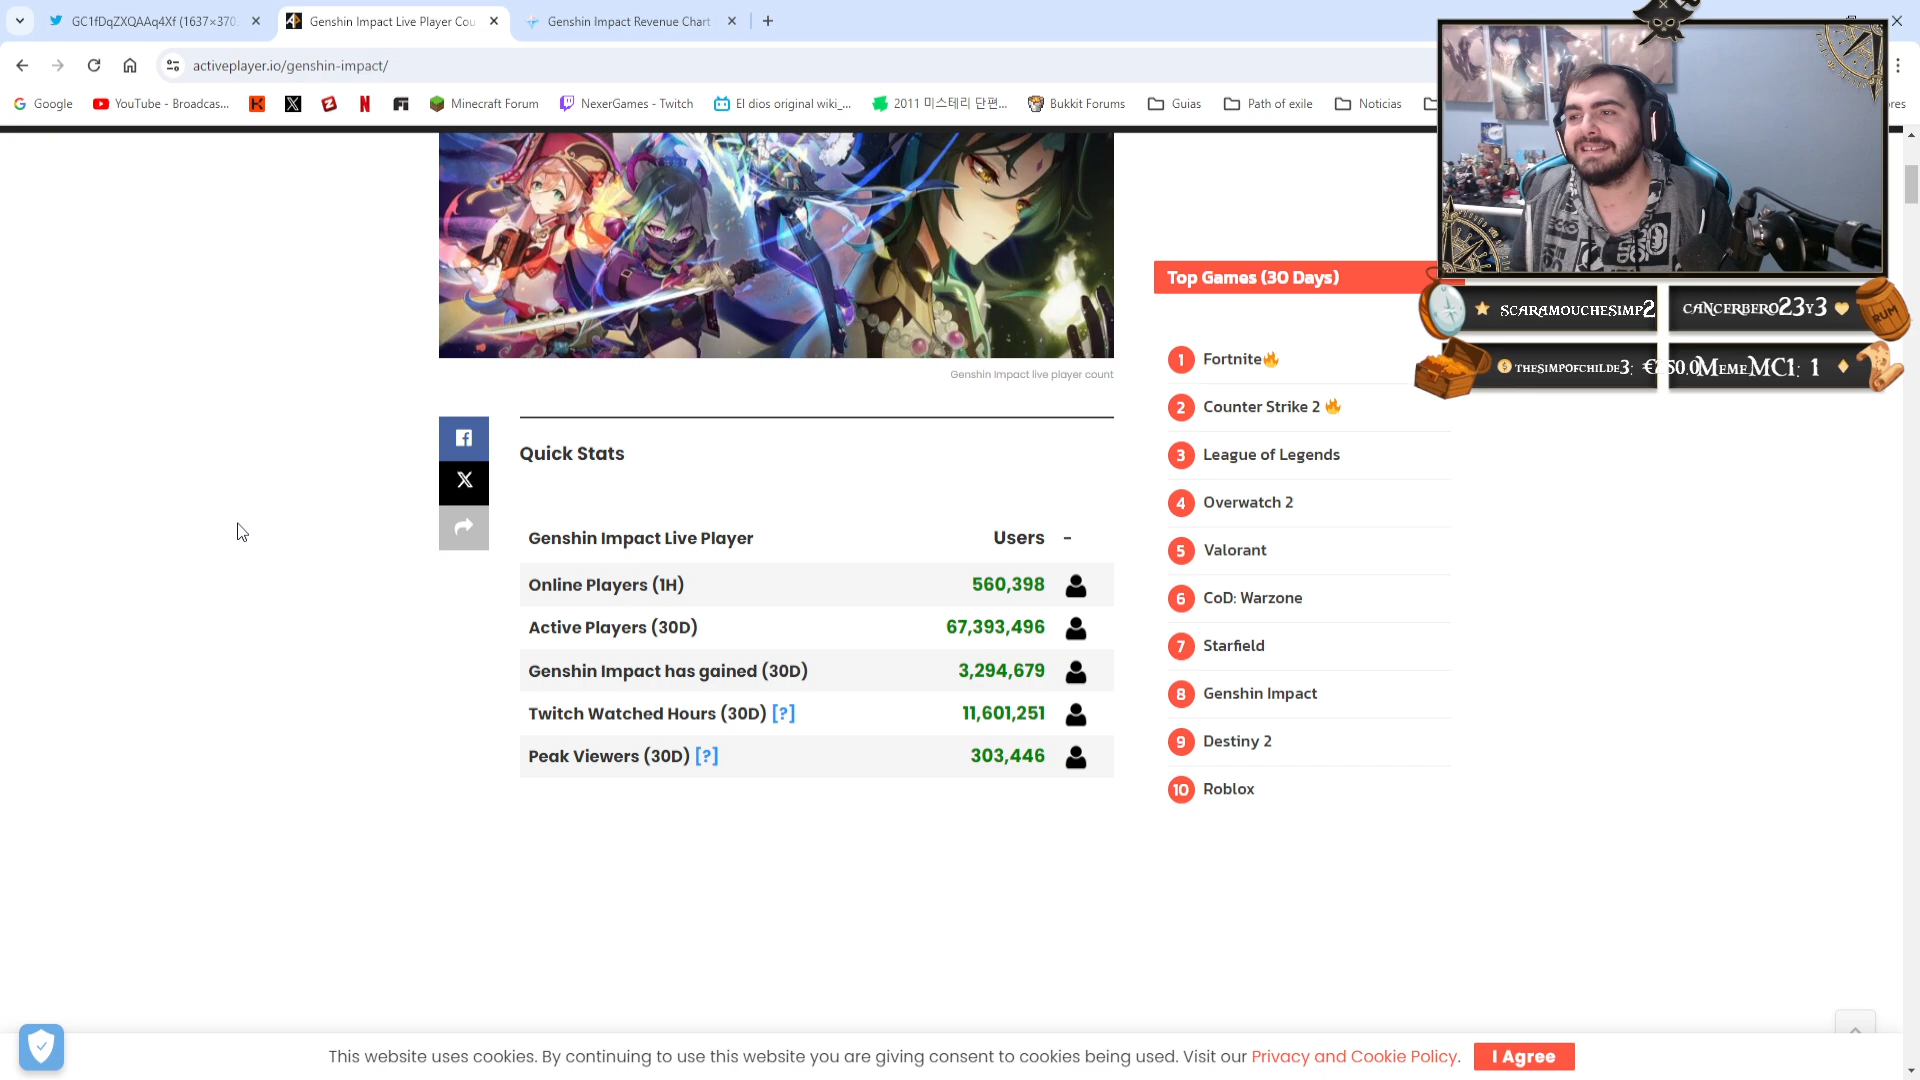 GC1fDqZXQAAq4Xf (1637×370
Genshin Impact Live Player Cou
Genshin Impact Revenue Chart
activeplayer.io/genshin-impact/
Google
YouTube - Broadcas...
Minecraft Forum
NexerGames - Twitch
El dios original wiki_...
2011 미스테리 단편...
Bukkit Forums
Guias
Path of exile
Noticias
Genshin Impact live player count
Quick Stats
Genshin Impact Live Player Users -
Online Players (1H) 560,398
Active Players (30D) 67,393,496
Genshin Impact has gained (30D) 3,294,679
Twitch Watched Hours (30D) [?] 11,601,251
Peak Viewers (30D) [?] 303,446
Top Games (30 Days)
1 Fortnite🔥
2 Counter Strike 2 🔥
3 League of Legends
4 Overwatch 2
5 Valorant
6 CoD: Warzone
7 Starfield
8 Genshin Impact
9 Destiny 2
10 Roblox
SCARAMOUCHESIMP2
CANCERBERO23Y3
RUM
THESIMPOFCHILDE3:
MEMEMC1: 1
This website uses cookies. By continuing to use this website you are giving consent to cookies being used. Visit our Privacy and Cookie Policy.
I Agree